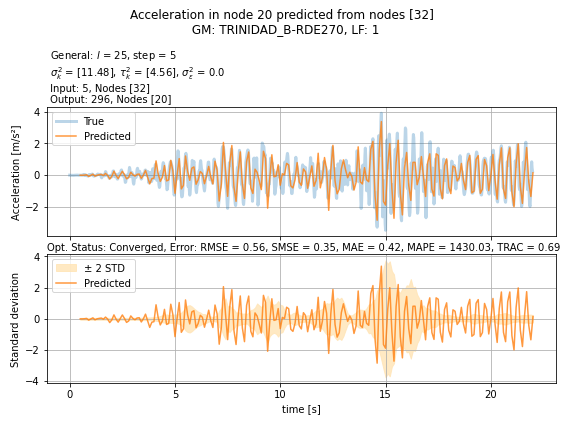 Acceleration in node 20 predicted from nodes [32]
GM: TRINIDAD_B-RDE270, LF: 1
General: l = 25, step = 5
σ²ₖ = [11.48], τ²ₖ = [4.56], σ²ε = 0.0
Input: 5, Nodes [32]
Output: 296, Nodes [20]
4
2
0
−2
Acceleration [m/s²]
True
Predicted
Opt. Status: Converged, Error: RMSE = 0.56, SMSE = 0.35, MAE = 0.42, MAPE = 1430.03, TRAC = 0.69
4
2
0
−2
−4
Standard deviation
± 2 STD
Predicted
0 5 10 15 20
time [s]